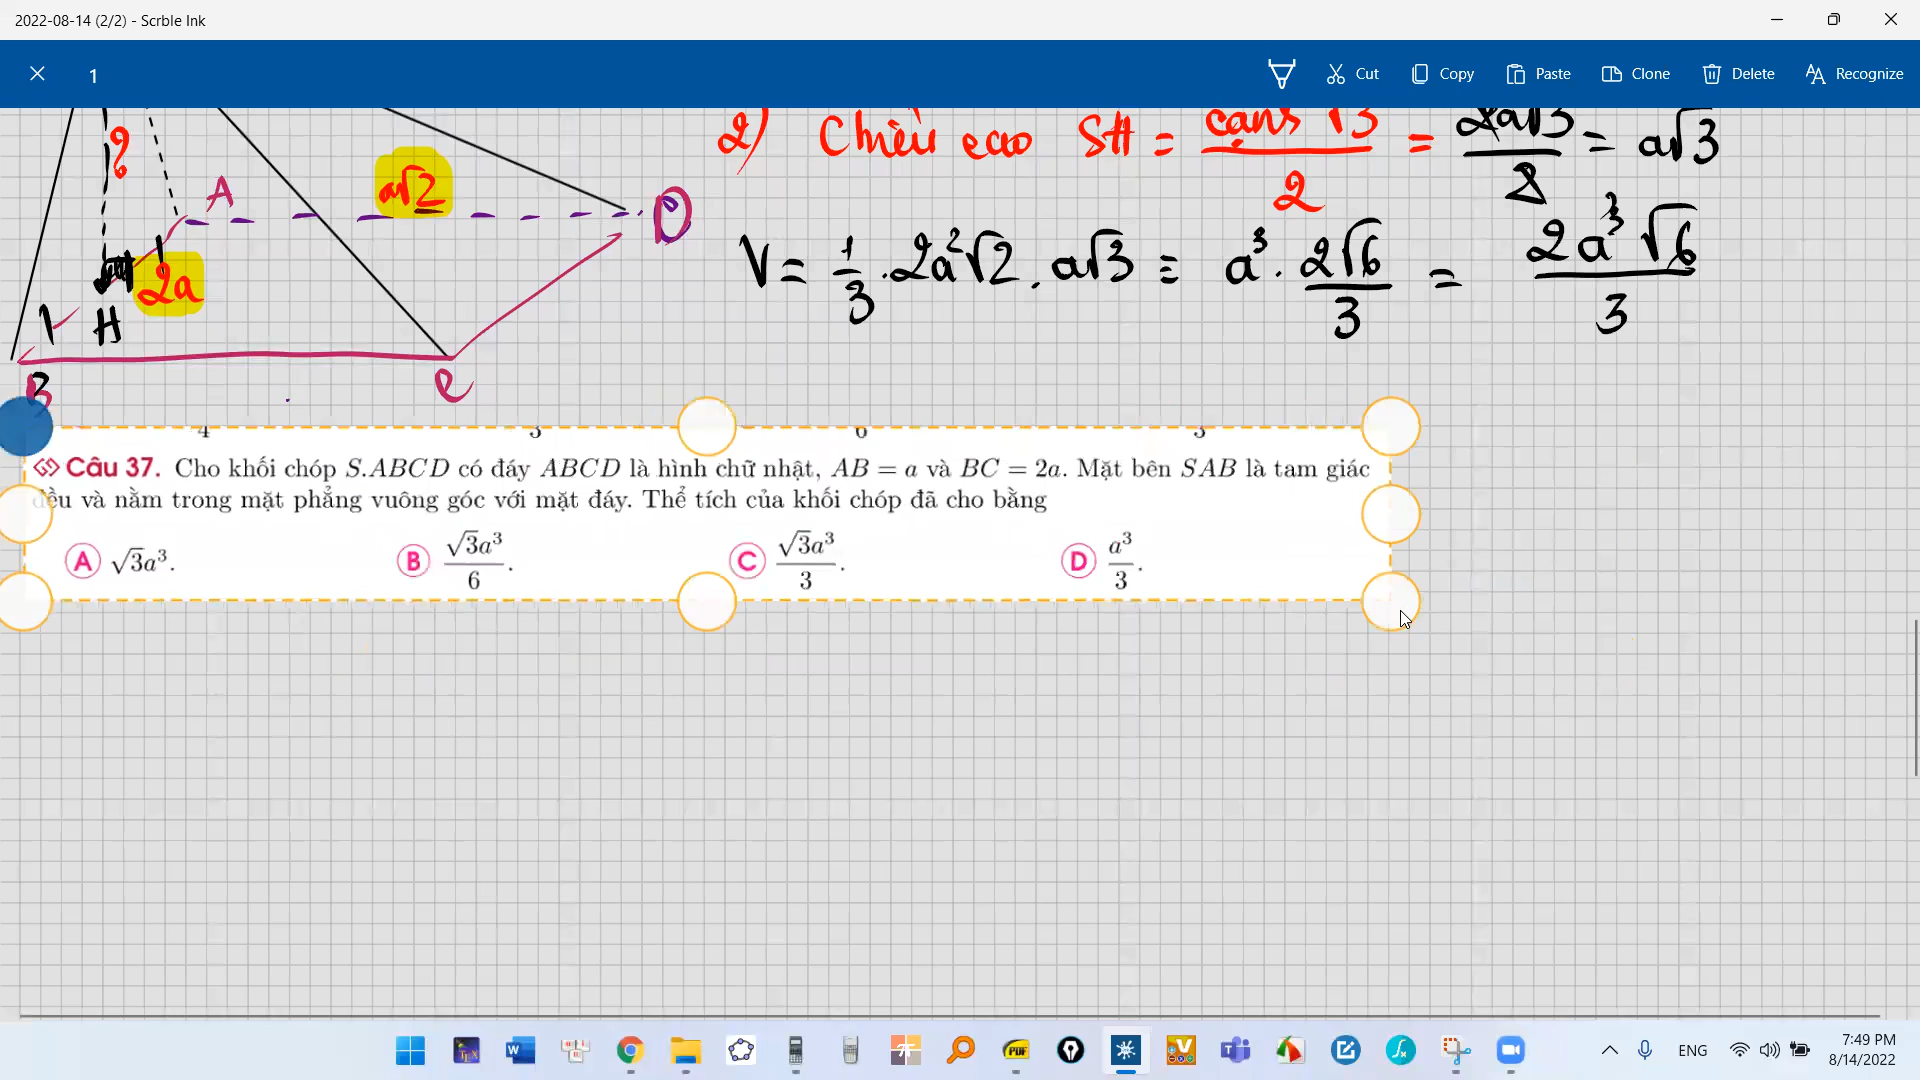 2022-08-14 (2/2) - Scrble Ink
1
Cut
Copy
Paste
Clone
Delete
Recognize
2) Chiều cao SH = cạnh √3 / 2 = 2a√3 / 2 = a√3
?
A
a√2
D
2a
H
V = 1/3 . 2a²√2 . a√3 = a³ . 2√6 / 3 = 2a³√6 / 3
B
C
Câu 37. Cho khối chóp S.ABCD có đáy ABCD là hình chữ nhật, AB = a và BC = 2a. Mặt bên SAB là tam giác
đều và nằm trong mặt phẳng vuông góc với mặt đáy. Thể tích của khối chóp đã cho bằng
A √3a³.
B √3a³ / 6.
C √3a³ / 3.
D a³ / 3.
ENG
7:49 PM
8/14/2022